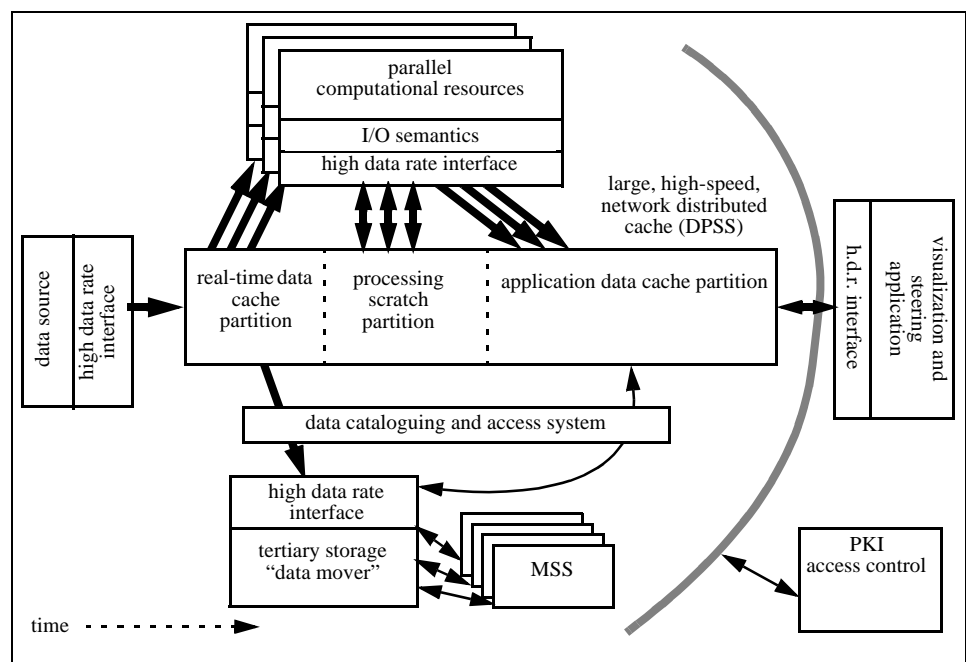 parallel
computational resources
I/O semantics
high data rate interface
large, high-speed,
network distributed
cache (DPSS)
data source
high data rate
interface
real-time data
cache
partition
processing
scratch
partition
application data cache partition
h.d.r. interface
visualization and
steering
application
data cataloguing and access system
high data rate
interface
tertiary storage
“data mover”
MSS
PKI
access control
time